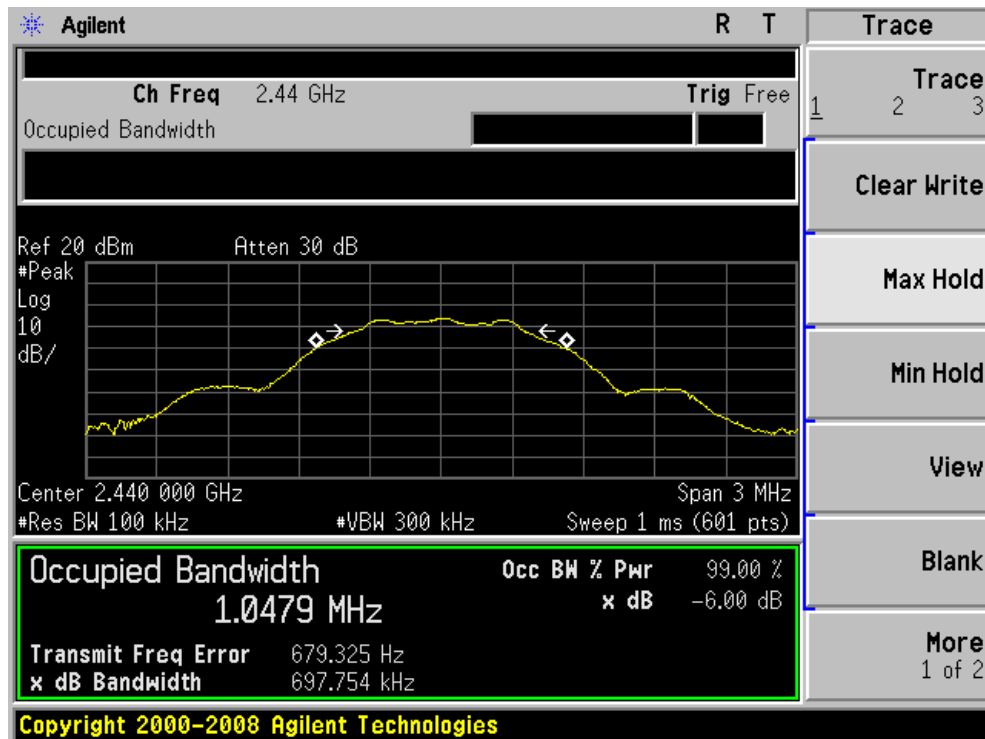 Agilent R T
Ch Freq 2.44 GHz Trig Free
Occupied Bandwidth
Ref 20 dBm Atten 30 dB
#Peak
Log
10
dB/
Center 2.440 000 GHz Span 3 MHz
#Res BW 100 kHz #VBW 300 kHz Sweep 1 ms (601 pts)
Occupied Bandwidth
1.0479 MHz
Occ BW % Pwr 99.00 %
x dB -6.00 dB
Transmit Freq Error 679.325 Hz
x dB Bandwidth 697.754 kHz
Copyright 2000-2008 Agilent Technologies
Trace
Trace
1 2 3
Clear Write
Max Hold
Min Hold
View
Blank
More
1 of 2